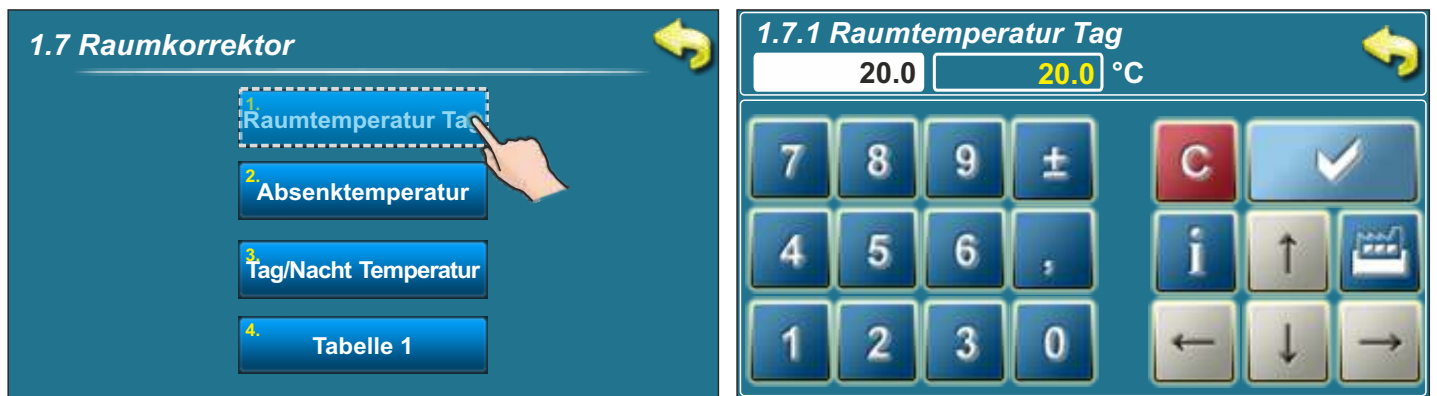 1.7 Raumkorrektor
1.
Raumtemperatur Tag
2.
Absenktemperatur
3.
Tag/Nacht Temperatur
4.
Tabelle 1
1.7.1 Raumtemperatur Tag
20.0 20.0 °C
7 8 9 ± C
4 5 6 , i ↑
1 2 3 0 ← ↓ →